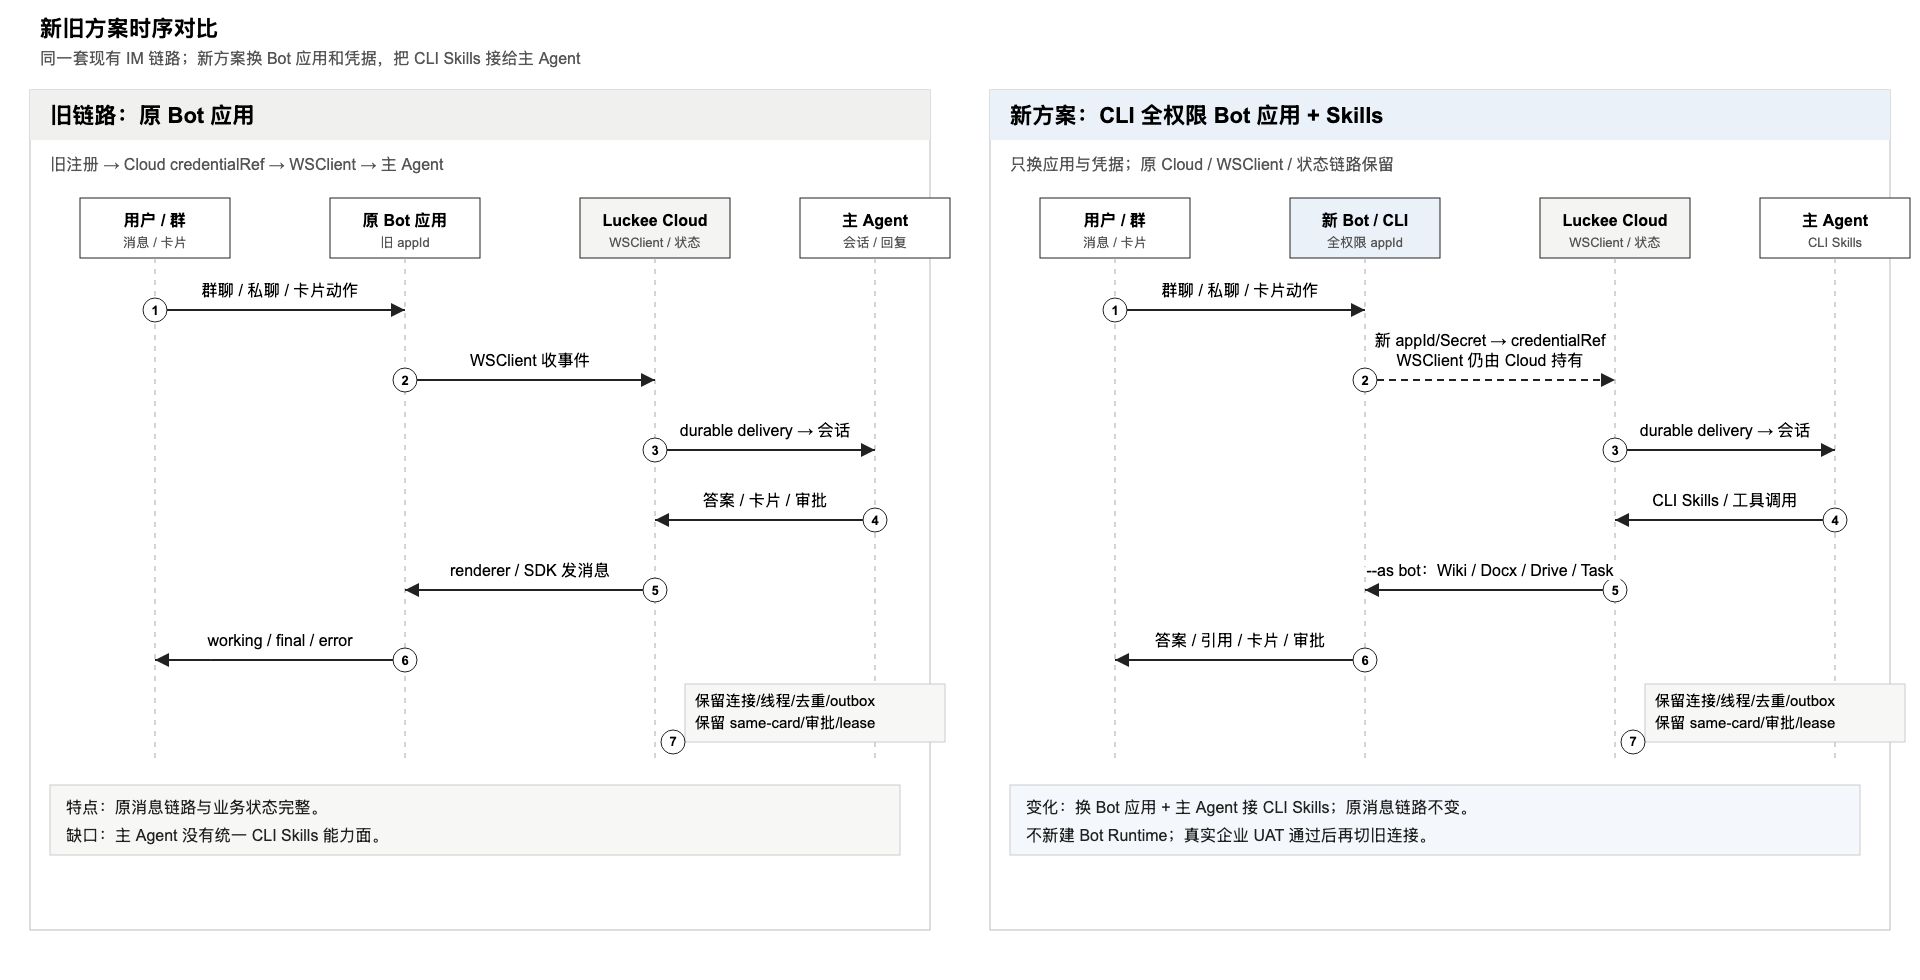 新旧方案时序对比
同一套现有 IM 链路；新方案换 Bot 应用和凭据，把 CLI Skills 接给主 Agent
旧链路：原 Bot 应用
旧注册 → Cloud credentialRef → WSClient → 主 Agent
用户 / 群
消息 / 卡片
原 Bot 应用
旧 appId
Luckee Cloud
WSClient / 状态
主 Agent
会话 / 回复
群聊 / 私聊 / 卡片动作
1
WSClient 收事件
2
durable delivery → 会话
3
答案 / 卡片 / 审批
4
renderer / SDK 发消息
5
working / final / error
6
保留连接/线程/去重/outbox
保留 same-card/审批/lease
7
特点：原消息链路与业务状态完整。
缺口：主 Agent 没有统一 CLI Skills 能力面。
新方案：CLI 全权限 Bot 应用 + Skills
只换应用与凭据；原 Cloud / WSClient / 状态链路保留
用户 / 群
消息 / 卡片
新 Bot / CLI
全权限 appId
Luckee Cloud
WSClient / 状态
主 Agent
CLI Skills
群聊 / 私聊 / 卡片动作
1
新 appId/Secret → credentialRef
WSClient 仍由 Cloud 持有
2
durable delivery → 会话
3
CLI Skills / 工具调用
4
--as bot：Wiki / Docx / Drive / Task
5
答案 / 引用 / 卡片 / 审批
6
保留连接/线程/去重/outbox
保留 same-card/审批/lease
7
变化：换 Bot 应用 + 主 Agent 接 CLI Skills；原消息链路不变。
不新建 Bot Runtime；真实企业 UAT 通过后再切旧连接。